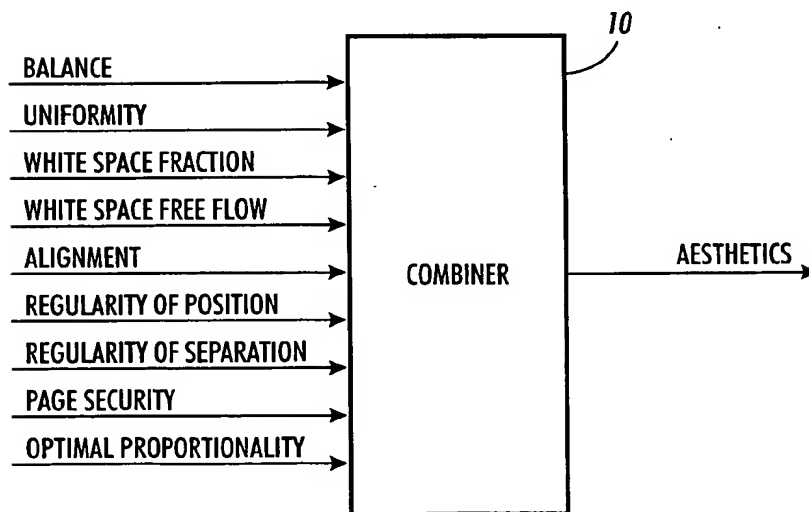 10
BALANCE
UNIFORMITY
WHITE SPACE FRACTION
WHITE SPACE FREE FLOW
ALIGNMENT
REGULARITY OF POSITION
REGULARITY OF SEPARATION
PAGE SECURITY
OPTIMAL PROPORTIONALITY
COMBINER
AESTHETICS